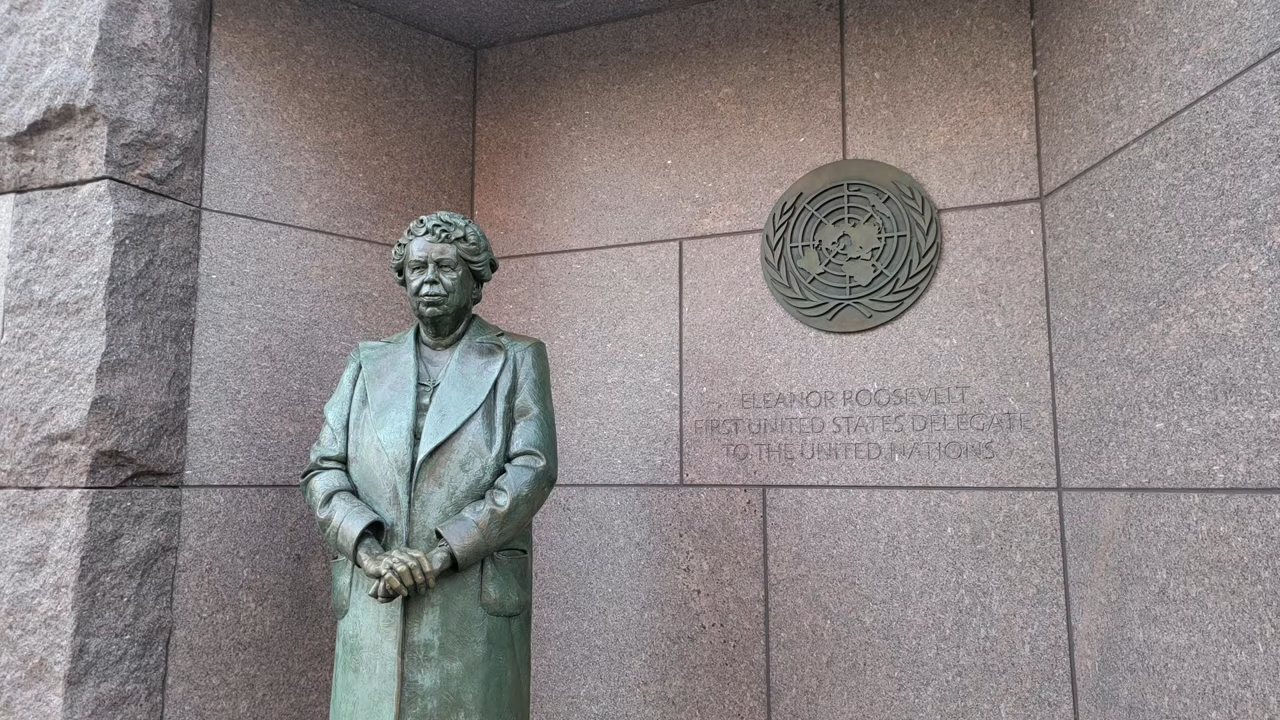 ELEANOR ROOSEVELT
FIRST UNITED STATES DELEGATE
TO THE UNITED NATIONS